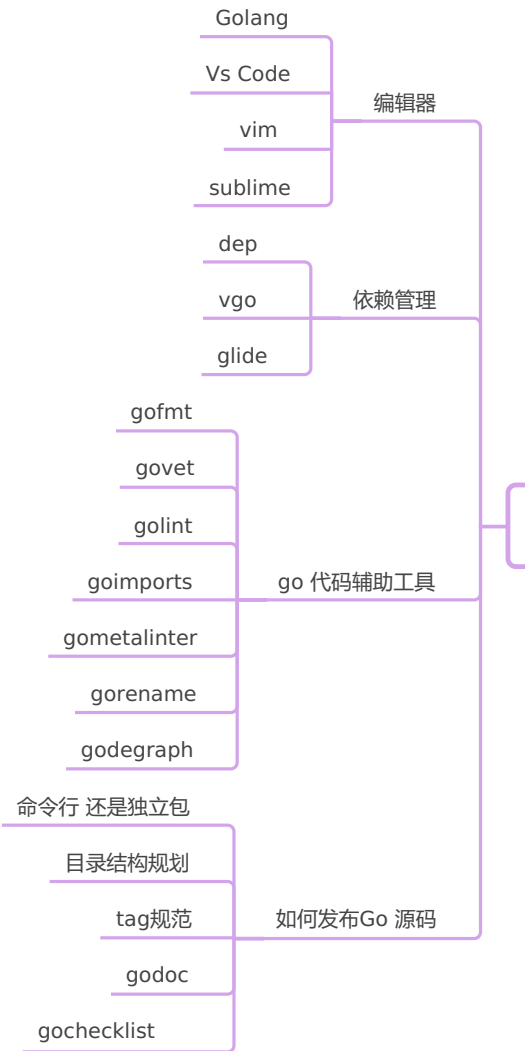 Golang
Vs Code
vim
sublime
编辑器
dep
vgo
glide
依赖管理
gofmt
govet
golint
goimports
gometalinter
gorename
godegraph
go 代码辅助工具
命令行 还是独立包
目录结构规划
tag规范
godoc
gochecklist
如何发布Go 源码